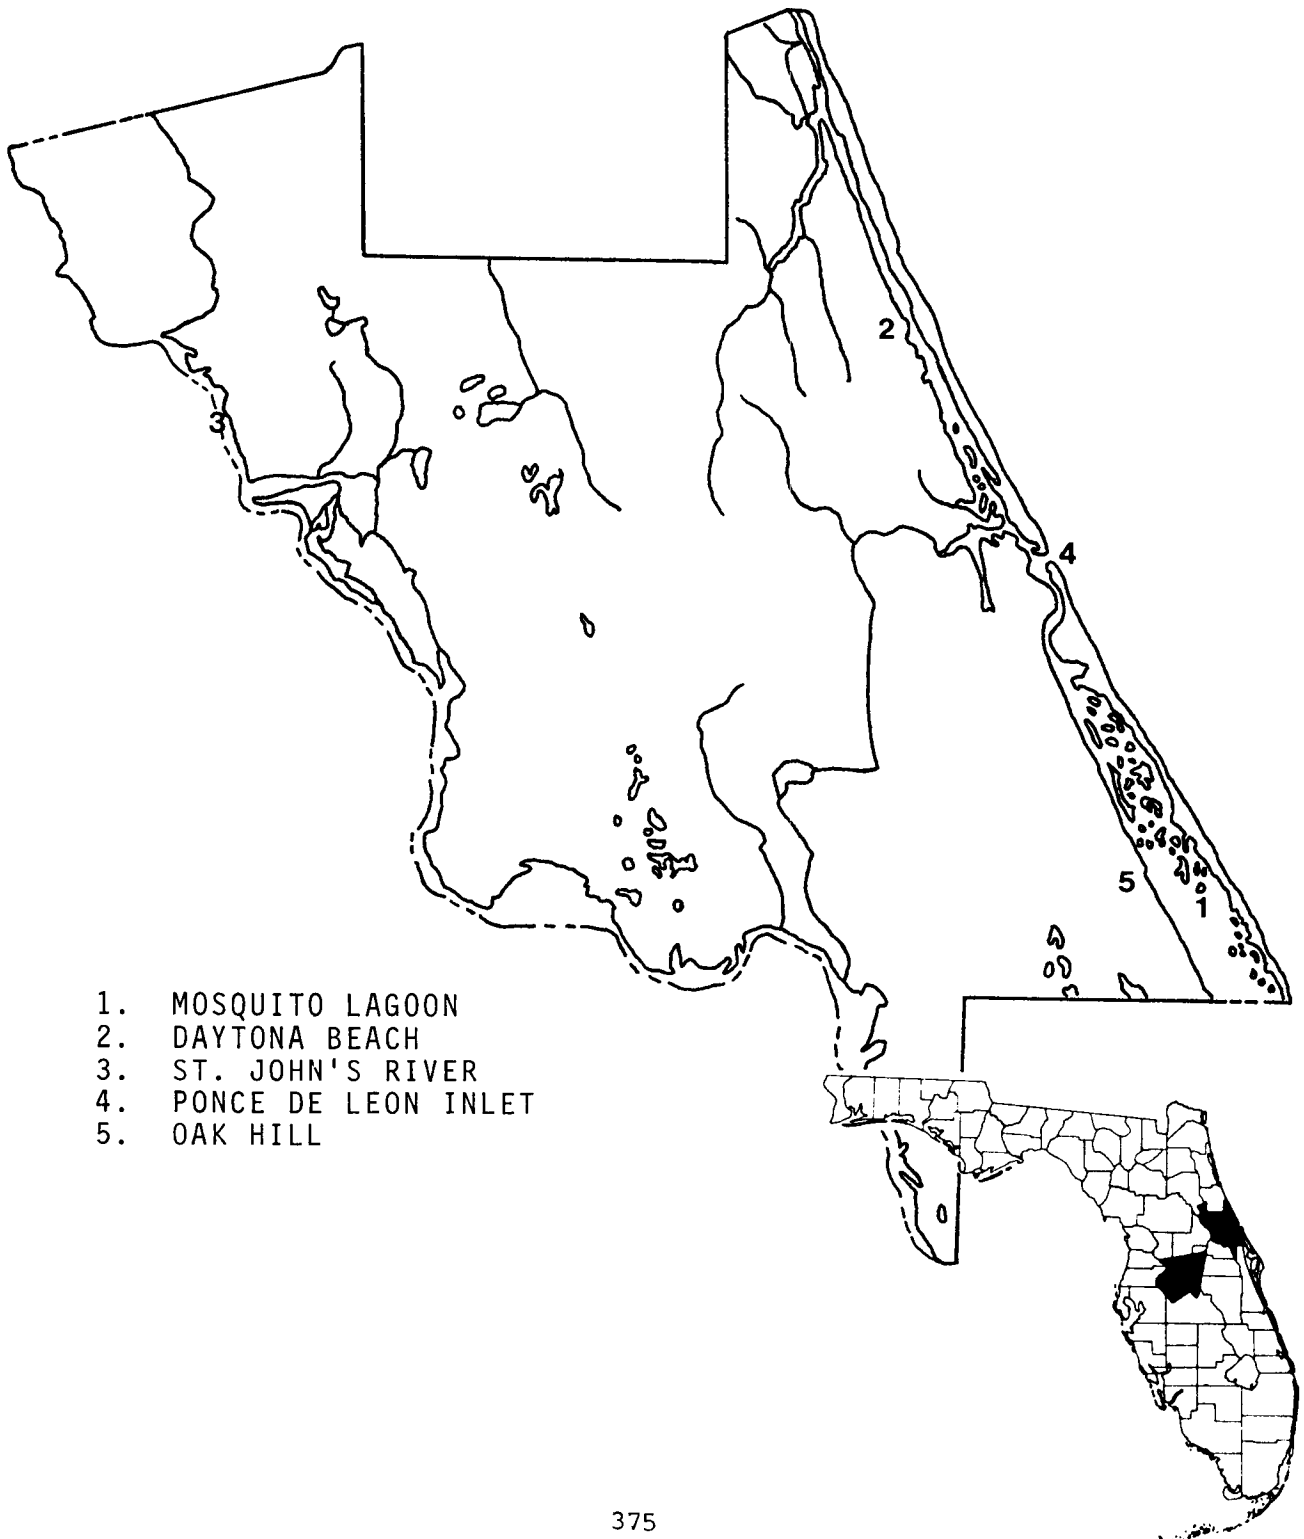 2
3
4
5
1
1. MOSQUITO LAGOON
2. DAYTONA BEACH
3. ST. JOHN'S RIVER
4. PONCE DE LEON INLET
5. OAK HILL
375